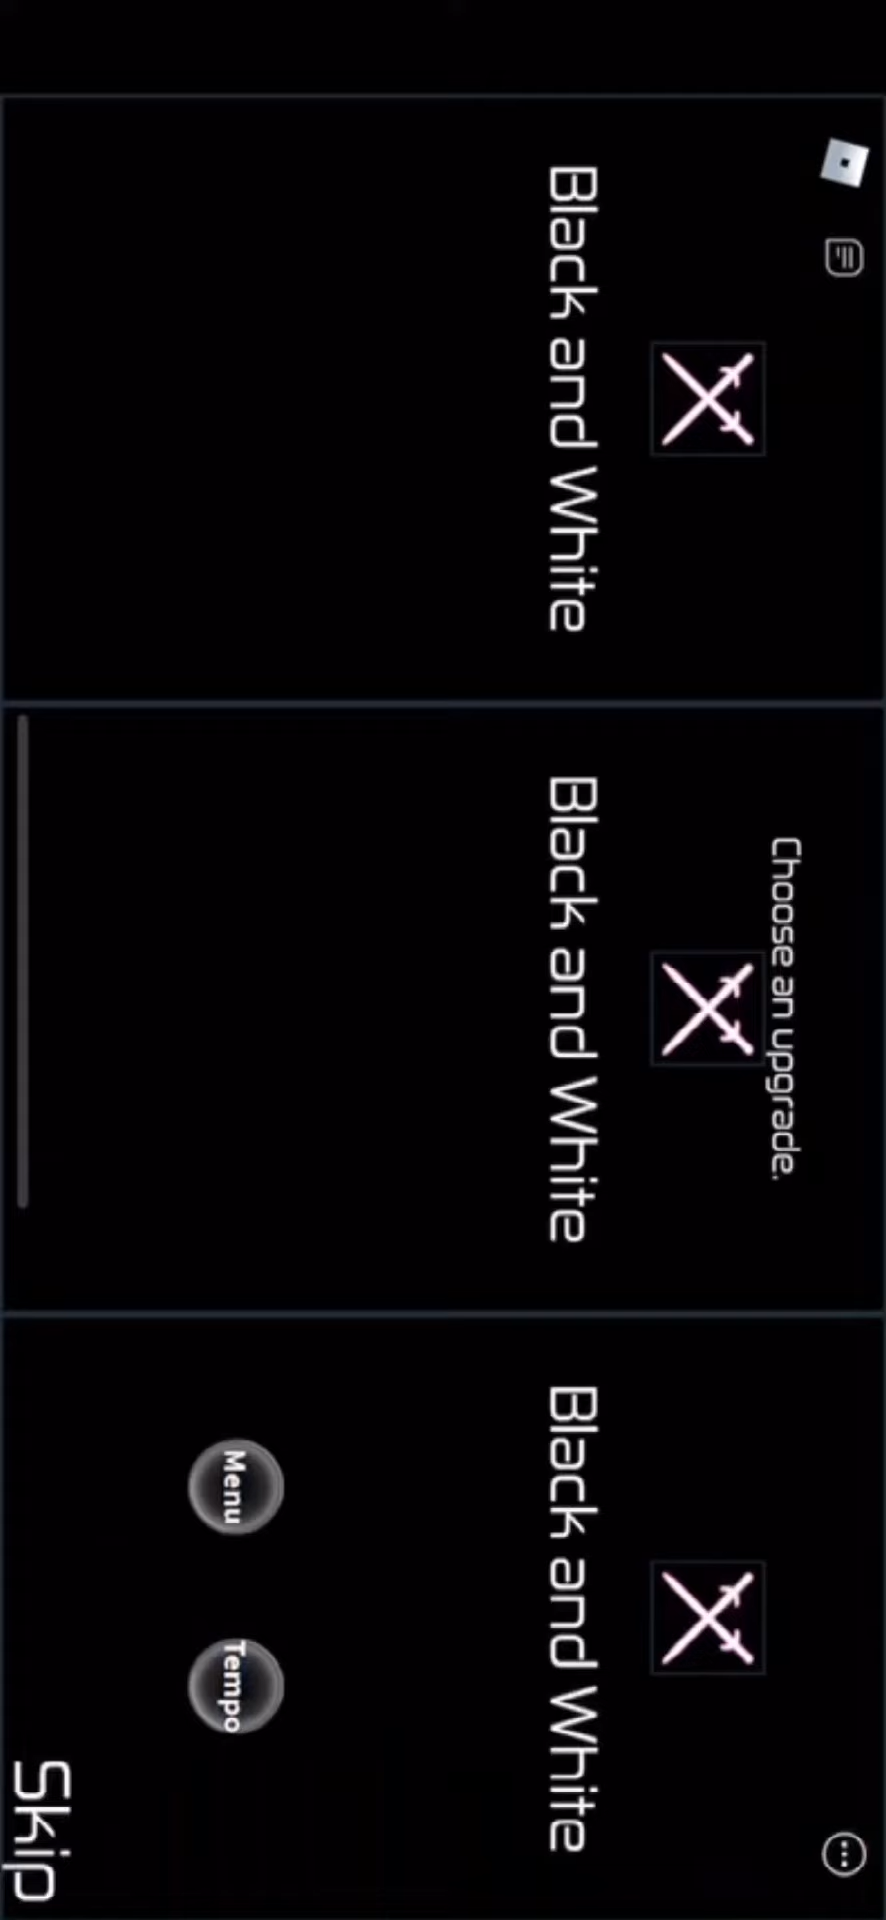 Choose an upgrade.
Black and White
Black and White
Black and White
Menu
Tempo
Skip